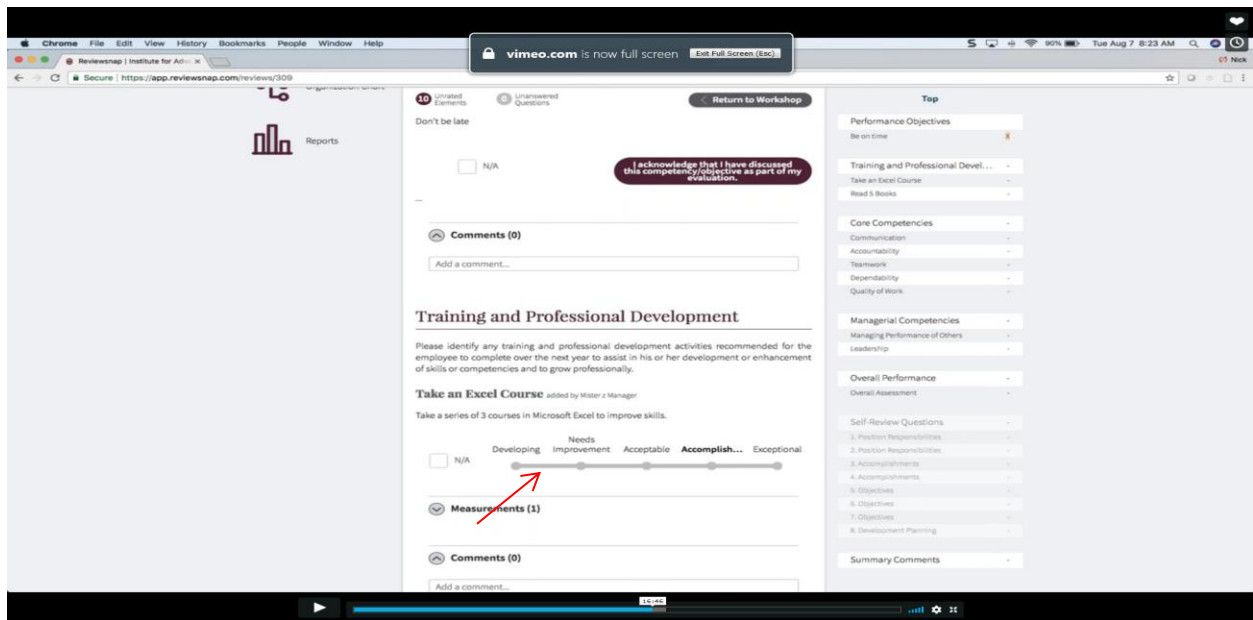 Chrome File Edit View History Bookmarks People Window Help
90%
Tue Aug 7 8:23 AM
vimeo.com is now full screen Exit Full Screen (Esc)
Reviewsnap | Institute for Adv
Nick
Secure | https://app.reviewsnap.com/reviews/309
Reports
10 Unrated Elements
0 Unanswered Questions
Return to Workshop
Don't be late
N/A
I acknowledge that I have discussed
this competency/objective as part of my
evaluation.
Comments (0)
Add a comment...
Training and Professional Development
Please identify any training and professional development activities recommended for the
employee to complete over the next year to assist in his or her development or enhancement
of skills or competencies and to grow professionally.
Take an Excel Course added by Mister z Manager
Take a series of 3 courses in Microsoft Excel to improve skills.
N/A
Developing
Needs
Improvement
Acceptable
Accomplish...
Exceptional
Measurements (1)
Comments (0)
Add a comment...
Top
Performance Objectives
Be on time
Training and Professional Devel... -
Take an Excel Course -
Read 5 Books -
Core Competencies -
Communication -
Accountability -
Teamwork -
Dependability -
Quality of Work -
Managerial Competencies -
Managing Performance of Others -
Leadership -
Overall Performance -
Overall Assessment -
Self-Review Questions -
1. Position Responsibilities -
2. Position Responsibilities -
3. Accomplishments -
4. Accomplishments -
5. Objectives -
6. Objectives -
7. Objectives -
8. Development Planning -
Summary Comments -
16:46